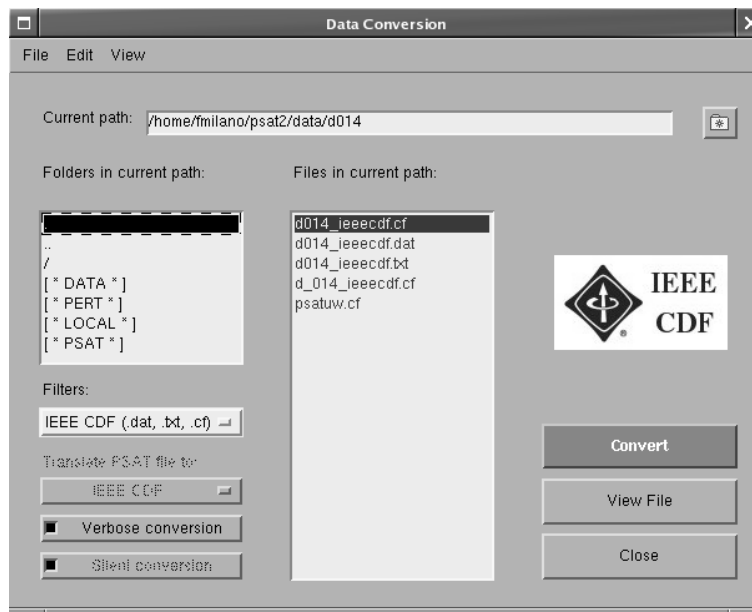 Data Conversion
File Edit View
Current path: /home/fmilano/psat2/data/d014
Folders in current path:
Files in current path:
.
..
/
[ * DATA * ]
[ * PERT * ]
[ * LOCAL * ]
[ * PSAT * ]
d014_ieeecdf.cf
d014_ieeecdf.dat
d014_ieeecdf.txt
d_014_ieeecdf.cf
psatuw.cf
IEEE
CDF
Filters:
IEEE CDF (.dat, .txt, .cf)
Translate PSAT file to:
IEEE CDF
Verbose conversion
Silent conversion
Convert
View File
Close